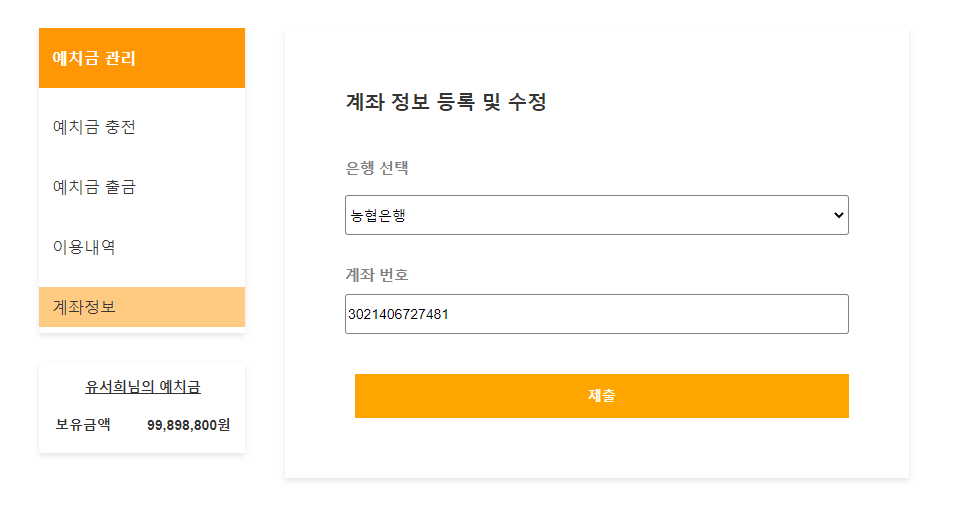 예치금 관리
예치금 충전
예치금 출금
이용내역
계좌정보
유서희님의 예치금
보유금액 99,898,800원
계좌 정보 등록 및 수정
은행 선택
농협은행
계좌 번호
3021406727481
제출